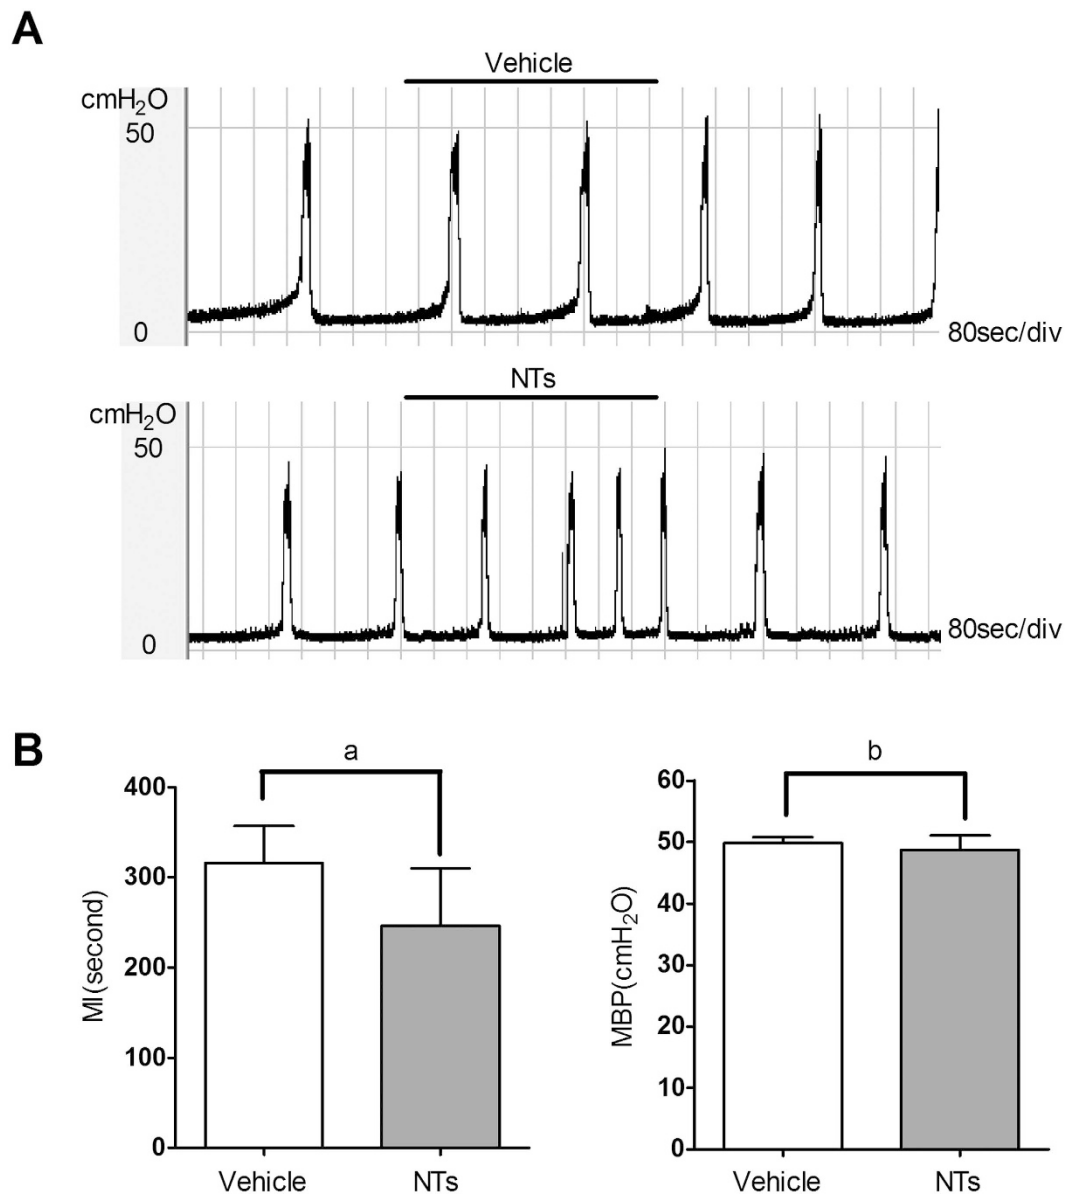 A
Vehicle
cmH₂O
50
0
80sec/div
NTs
cmH₂O
50
0
80sec/div
B
a
400
300
200
100
0
MI(second)
Vehicle
NTs
b
60
50
40
30
20
10
0
MBP(cmH₂O)
Vehicle
NTs